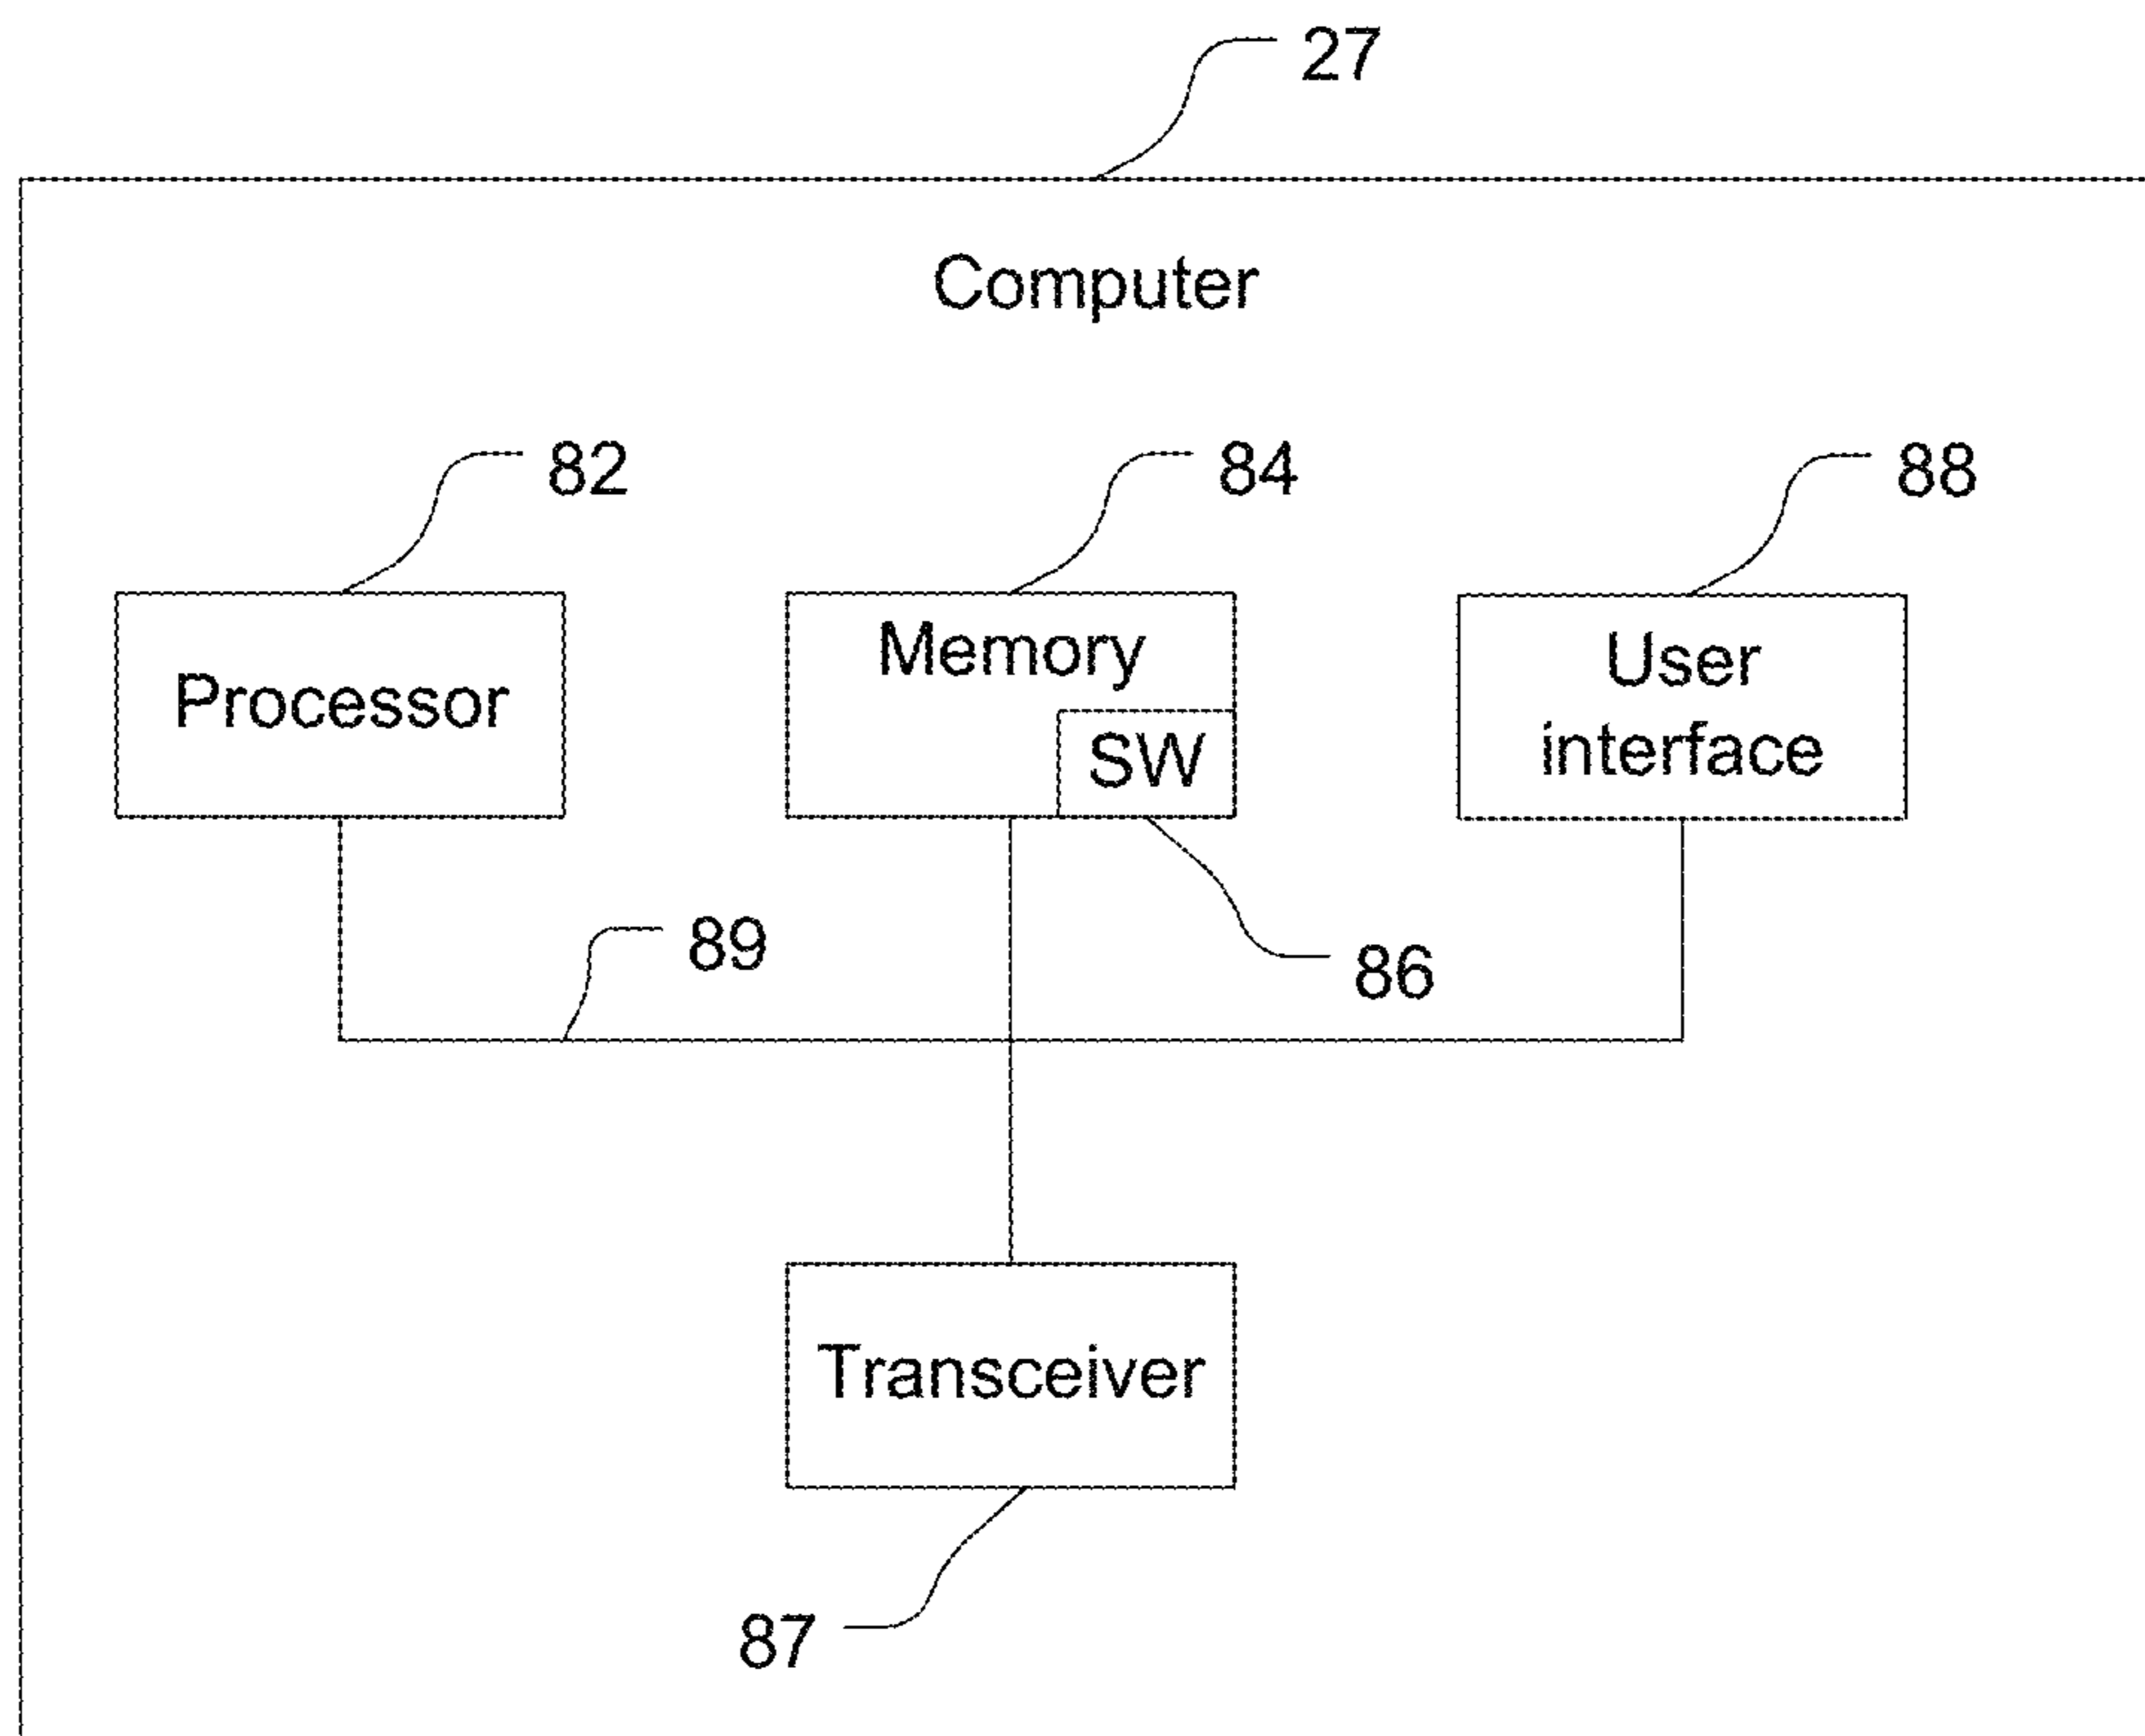 27
Computer
82
84
88
Processor
Memory
SW
User
interface
89
86
Transceiver
87